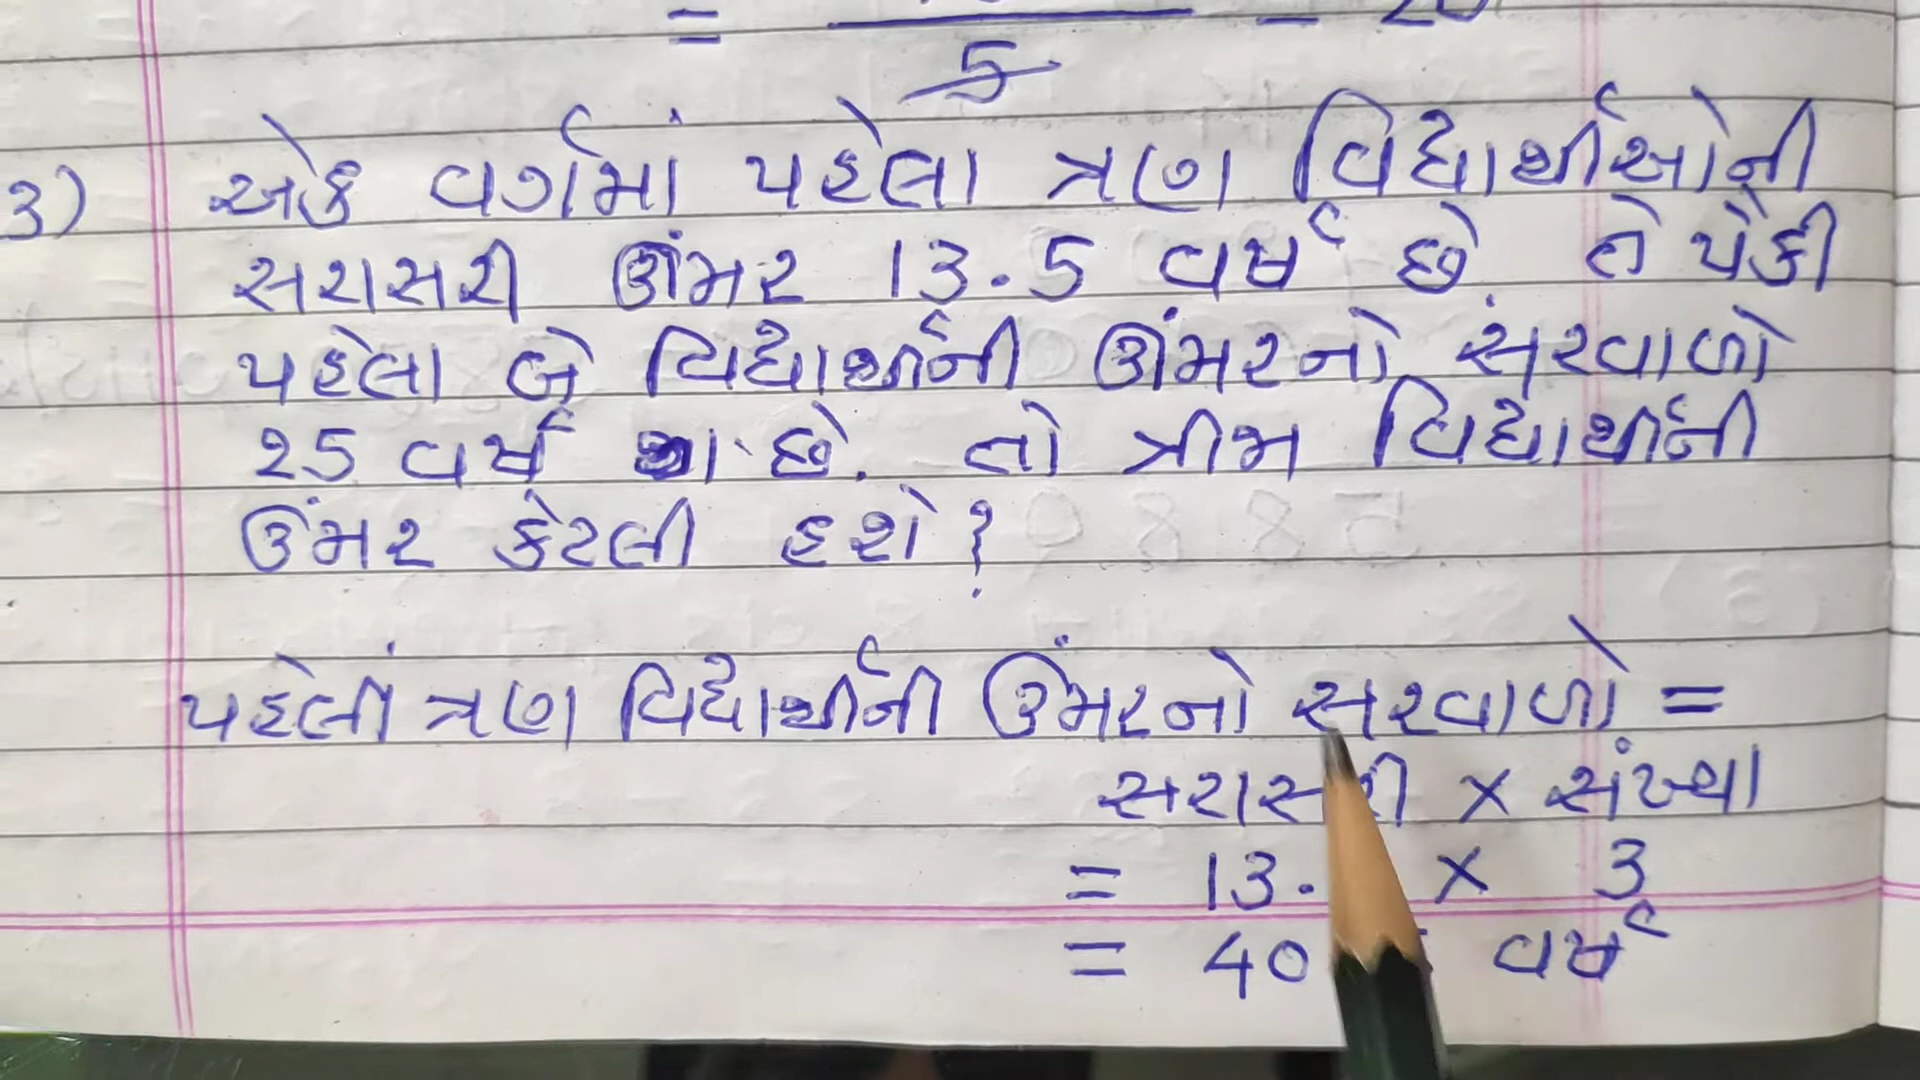 = 5
3) એક વર્ગમાં પહેલા ત્રણ વિદ્યાર્થીઓની
સરાસરી ઊંમર 13.5 વર્ષ છે. તે પૈકી
પહેલા બે વિદ્યાર્થીની ઊંમરનો સંરવાળો
25 વર્ષ છે. તો ત્રીજા વિદ્યાર્થીની
ઉંમર કેટલી હશે?
પહેલાં ત્રણ વિદ્યાર્થીની ઉંમરનો સરવાળો =
સરાસરી × સંખ્યા
= 13. × 3
= 40 વર્ષ